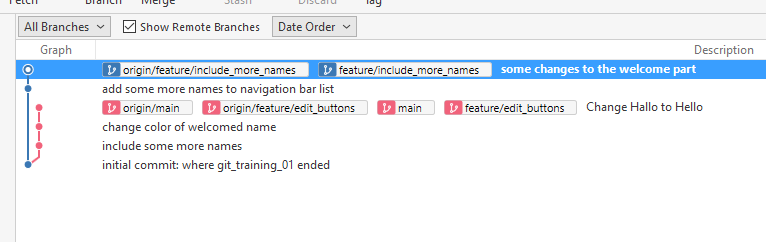 Fetch Branch Merge Stash Discard Tag
All Branches Show Remote Branches Date Order
Graph Description
origin/feature/include_more_names feature/include_more_names some changes to the welcome part
add some more names to navigation bar list
origin/main origin/feature/edit_buttons main feature/edit_buttons Change Hallo to Hello
change color of welcomed name
include some more names
initial commit: where git_training_01 ended